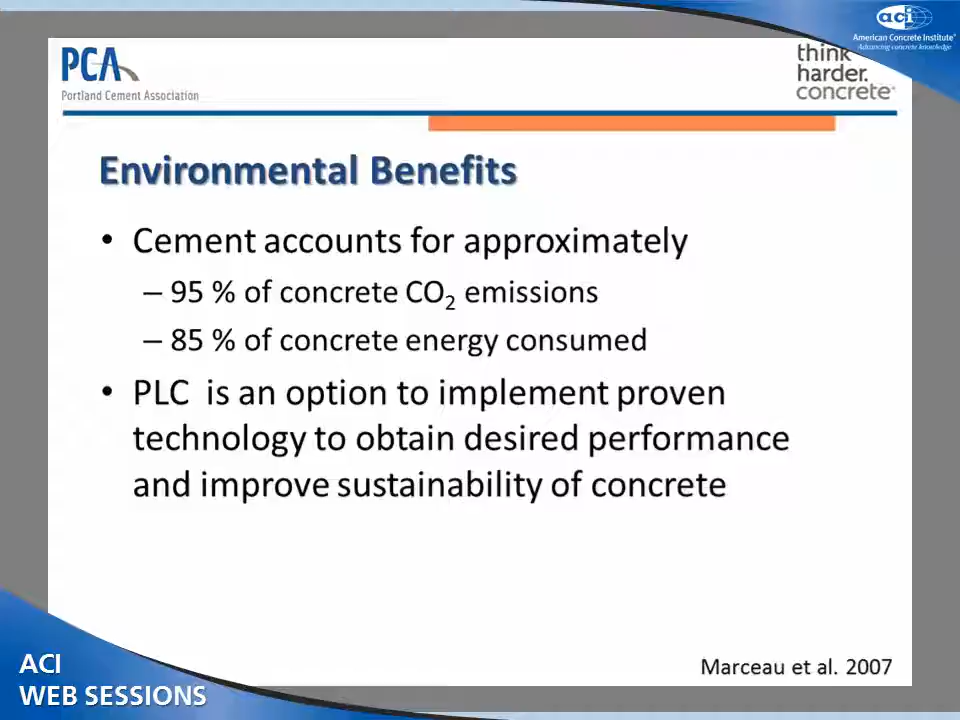 aci
American Concrete Institute®
Advancing concrete knowledge
PCA
Portland Cement Association
think
harder.
concrete
Environmental Benefits
• Cement accounts for approximately
– 95 % of concrete CO₂ emissions
– 85 % of concrete energy consumed
• PLC is an option to implement proven
technology to obtain desired performance
and improve sustainability of concrete
Marceau et al. 2007
ACI
WEB SESSIONS